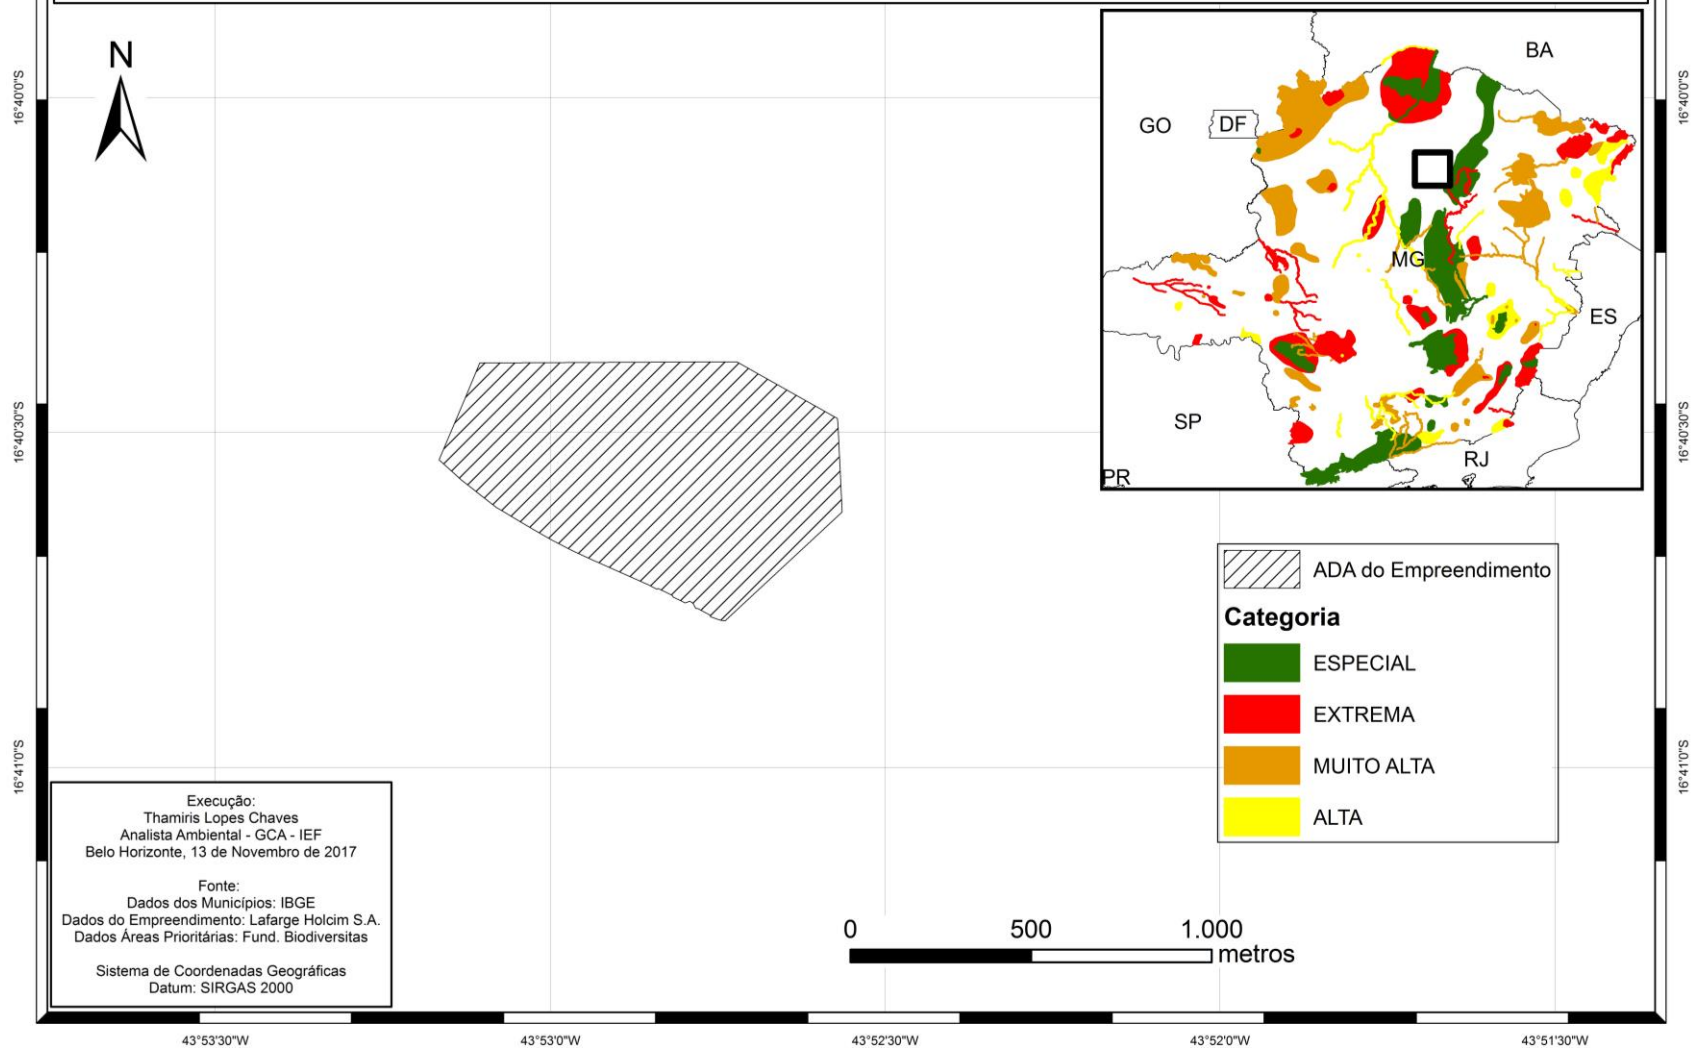 N
BA
GO
DF
MG
ES
SP
RJ
PR
16°40'0"S
16°40'0"S
16°40'30"S
16°40'30"S
16°41'0"S
16°41'0"S
ADA do Empreendimento
Categoria
ESPECIAL
EXTREMA
MUITO ALTA
ALTA
Execução:
Thamiris Lopes Chaves
Analista Ambiental - GCA - IEF
Belo Horizonte, 13 de Novembro de 2017
Fonte:
Dados dos Municípios: IBGE
Dados do Empreendimento: Lafarge Holcim S.A.
Dados Áreas Prioritárias: Fund. Biodiversitas
Sistema de Coordenadas Geográficas
Datum: SIRGAS 2000
0 500 1.000
metros
43°53'30"W 43°53'0"W 43°52'30"W 43°52'0"W 43°51'30"W